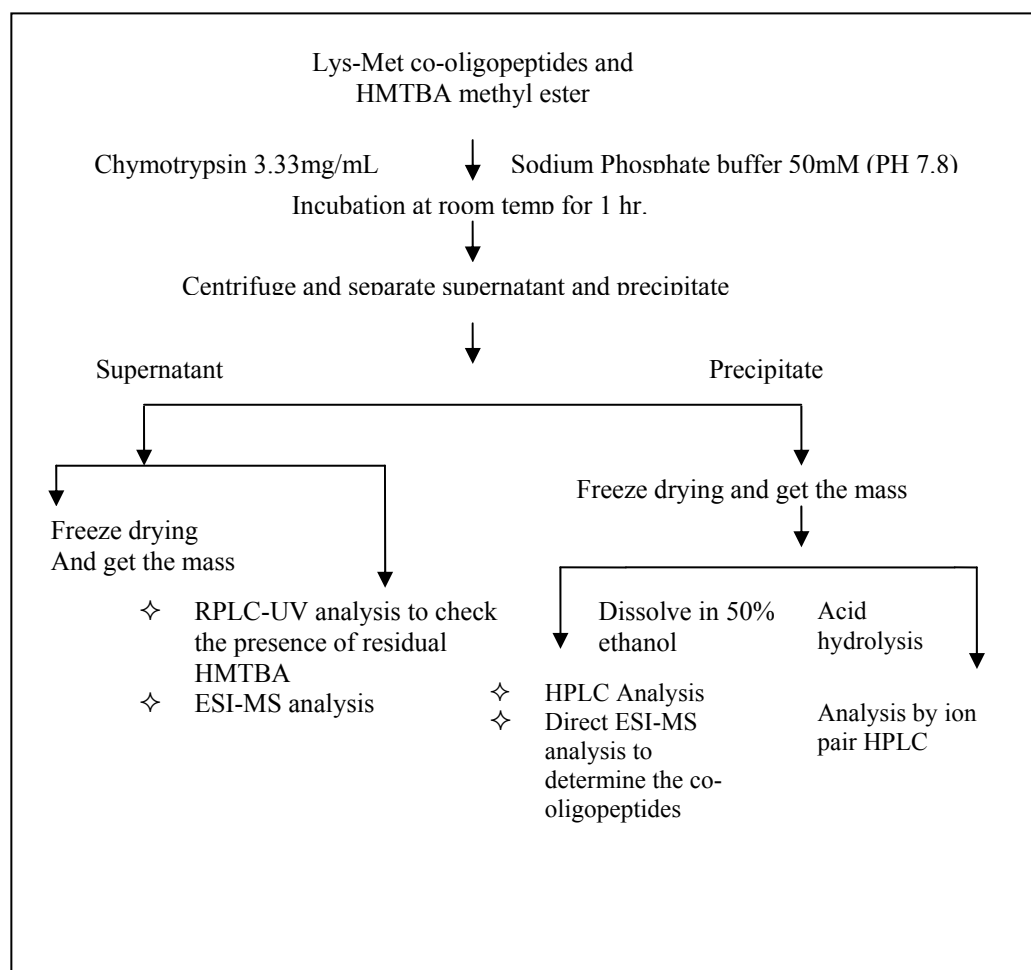 Lys-Met co-oligopeptides and
HMTBA methyl ester
Chymotrypsin 3.33mg/mL
Sodium Phosphate buffer 50mM (PH 7.8)
Incubation at room temp for 1 hr.
Centrifuge and separate supernatant and precipitate
Supernatant
Precipitate
Freeze drying
And get the mass
✧ RPLC-UV analysis to check
the presence of residual
HMTBA
✧ ESI-MS analysis
Freeze drying and get the mass
Dissolve in 50%
ethanol
✧ HPLC Analysis
✧ Direct ESI-MS
analysis to
determine the co-
oligopeptides
Acid
hydrolysis
Analysis by ion
pair HPLC